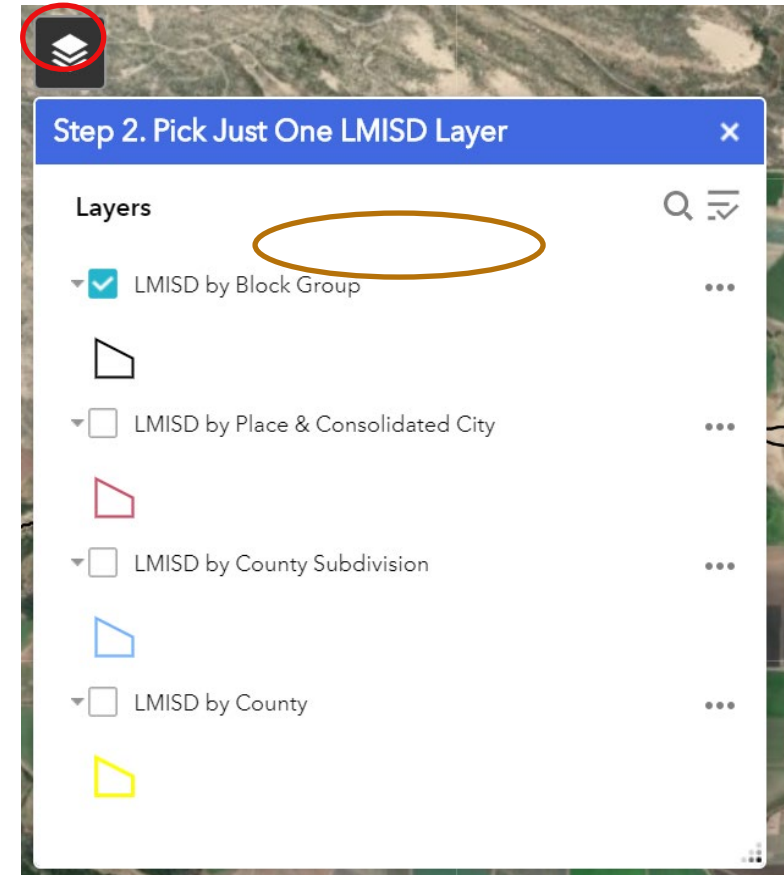 Step 2. Pick Just One LMISD Layer
Layers
LMISD by Block Group
LMISD by Place & Consolidated City
LMISD by County Subdivision
LMISD by County